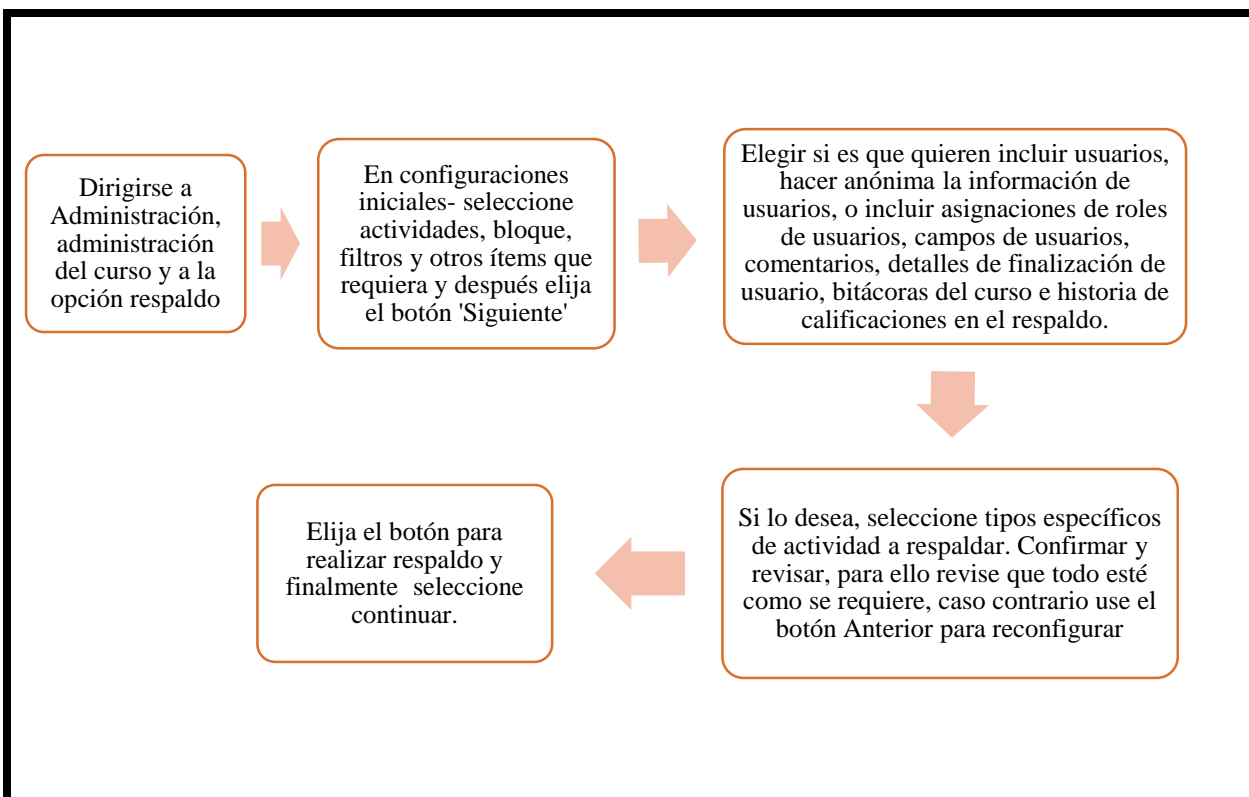 Dirigirse a
Administración,
administración
del curso y a la
opción respaldo
En configuraciones
iniciales- seleccione
actividades, bloque,
filtros y otros ítems que
requiera y después elija
el botón 'Siguiente'
Elegir si es que quieren incluir usuarios,
hacer anónima la información de
usuarios, o incluir asignaciones de roles
de usuarios, campos de usuarios,
comentarios, detalles de finalización de
usuario, bitácoras del curso e historia de
calificaciones en el respaldo.
Si lo desea, seleccione tipos específicos
de actividad a respaldar. Confirmar y
revisar, para ello revise que todo esté
como se requiere, caso contrario use el
botón Anterior para reconfigurar
Elija el botón para
realizar respaldo y
finalmente seleccione
continuar.